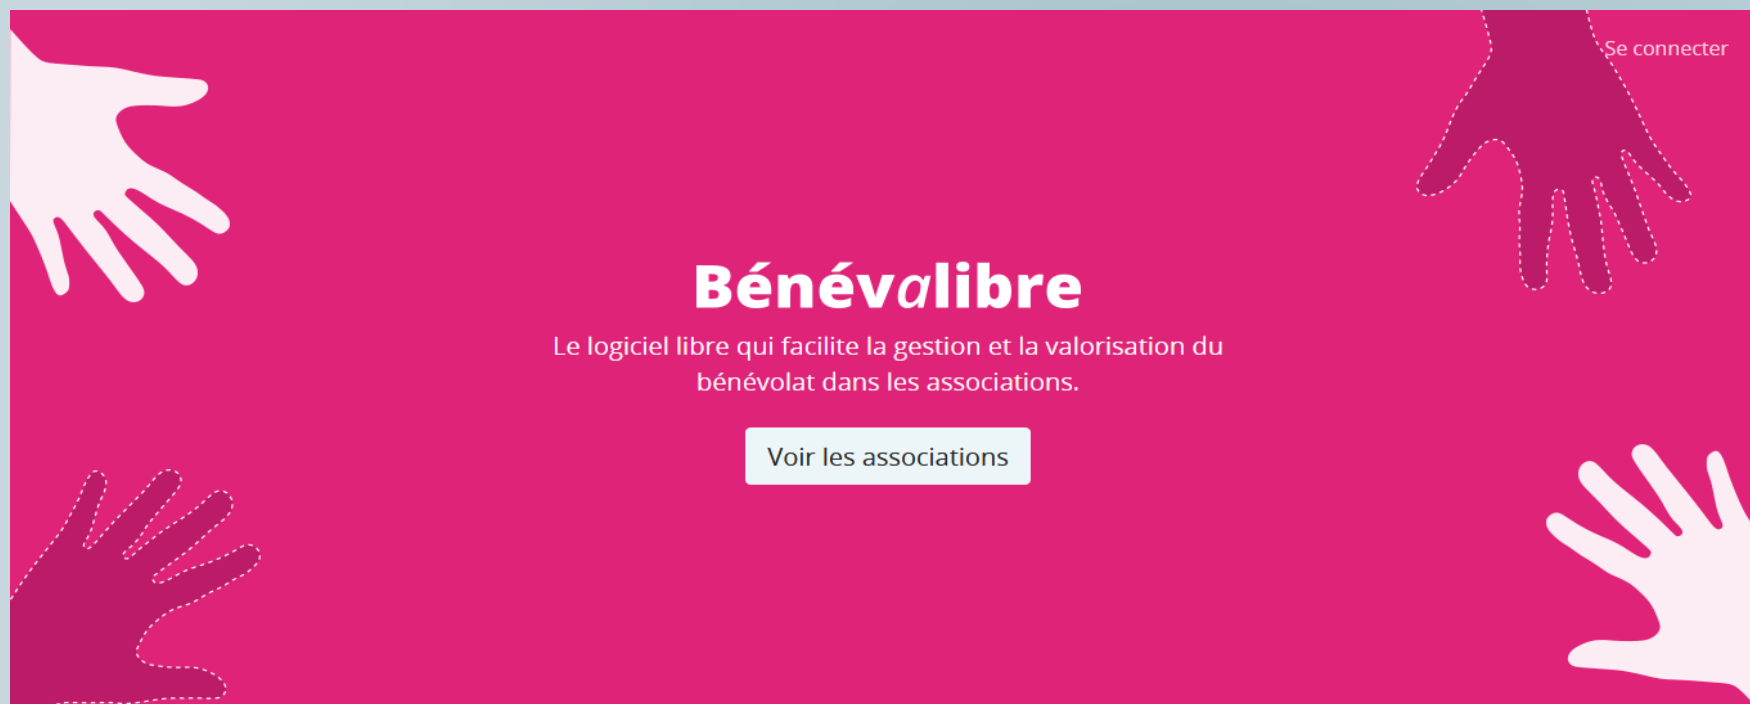 Se connecter
Bénévalibre
Le logiciel libre qui facilite la gestion et la valorisation du
bénévolat dans les associations.
Voir les associations